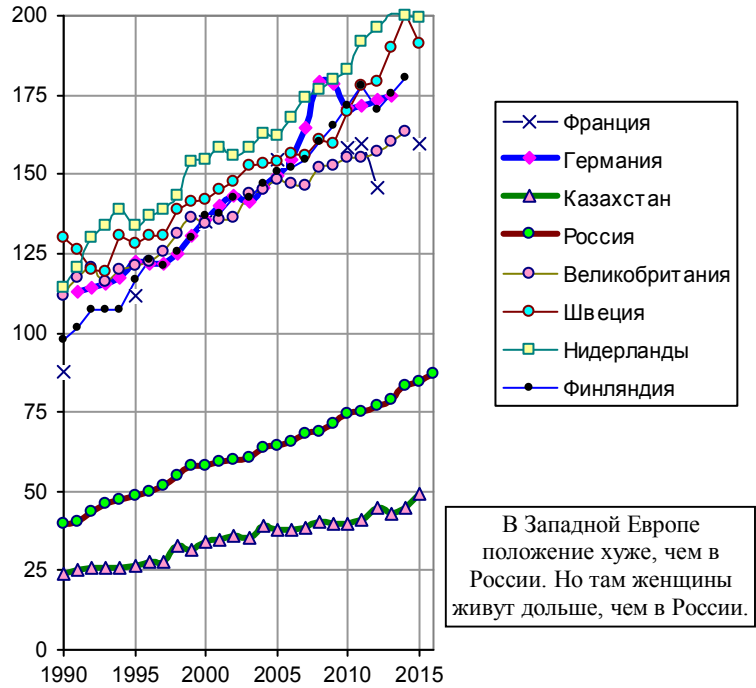 200
175
150
125
100
75
50
25
0
1990
1995
2000
2005
2010
2015
Франция
Германия
Казахстан
Россия
Великобритания
Швеция
Нидерланды
Финляндия
В Западной Европе
положение хуже, чем в
России. Но там женщины
живут дольше, чем в России.